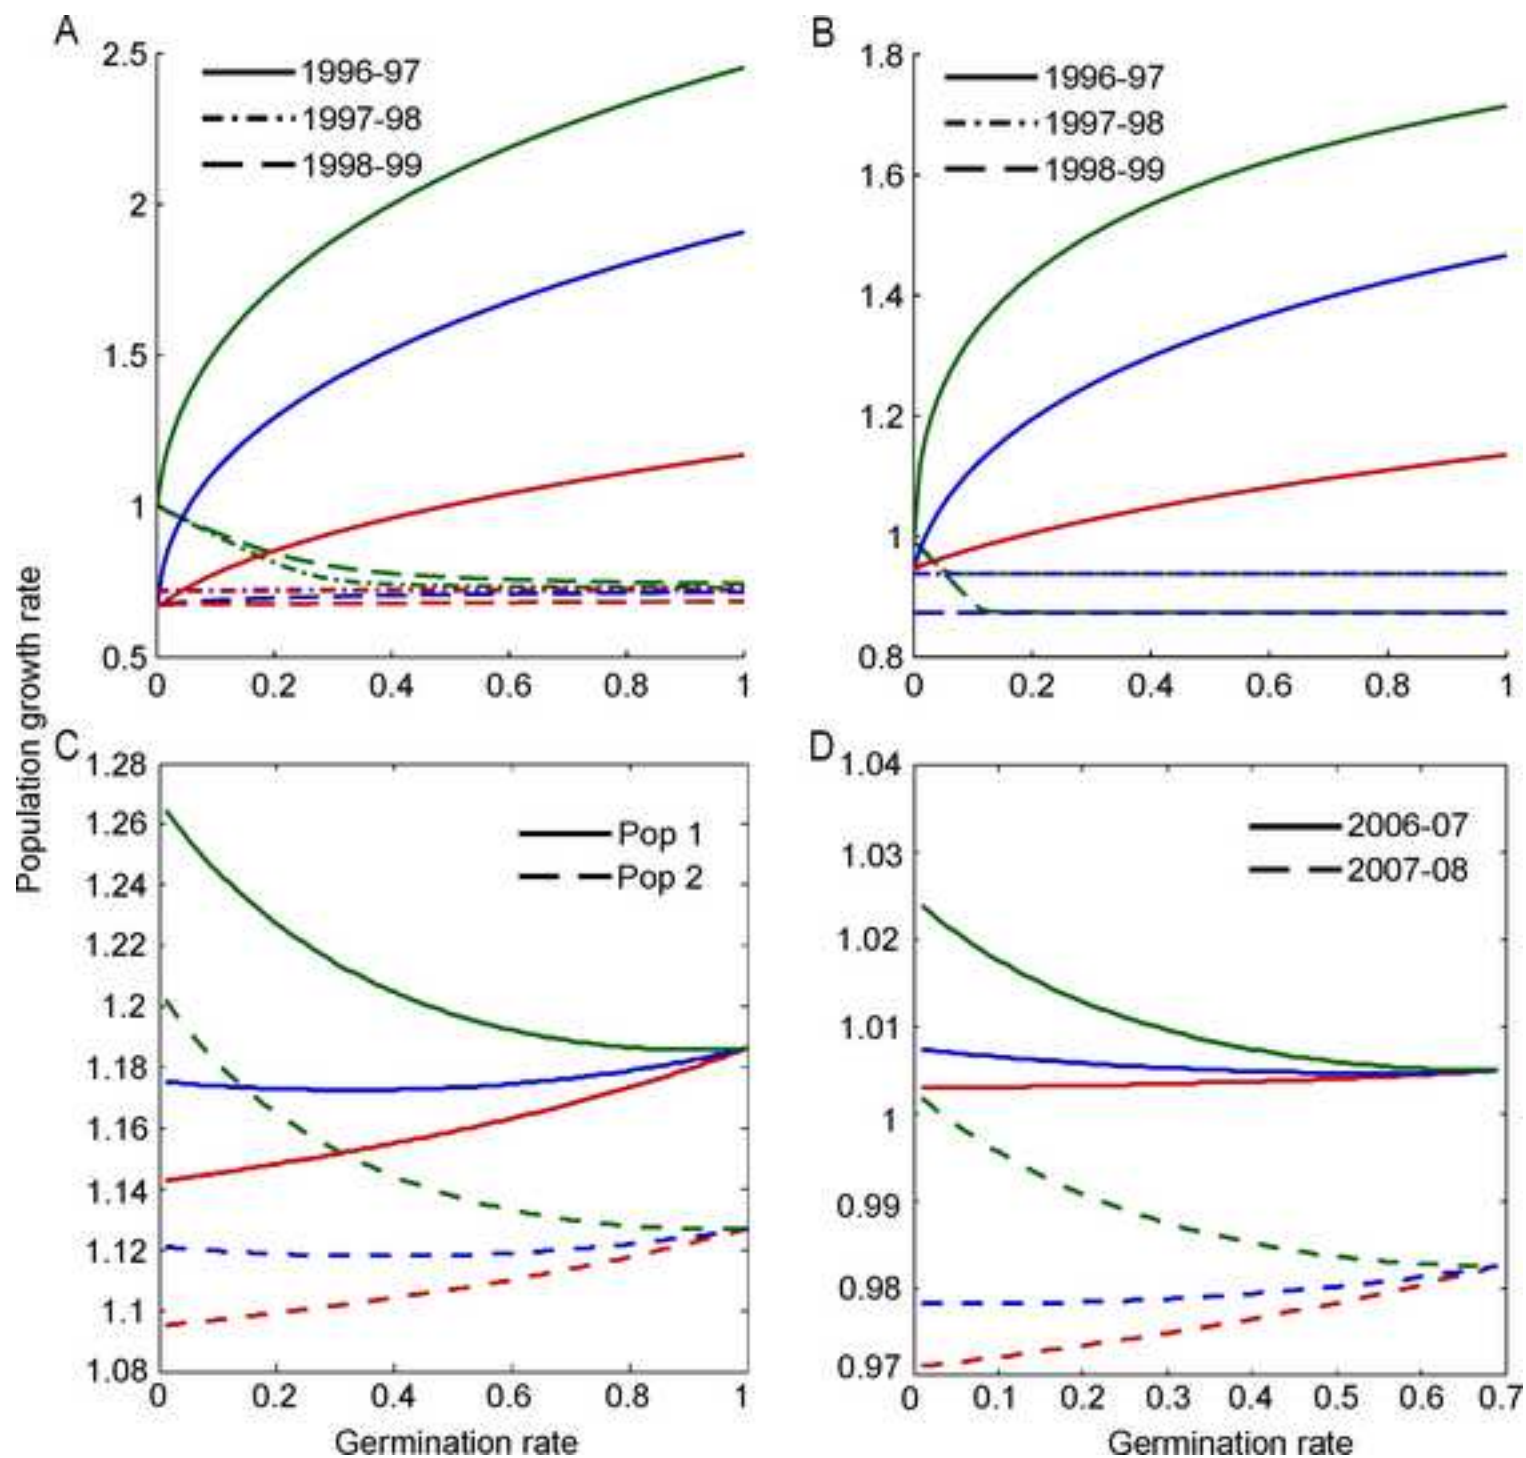 A
2.5
2
1.5
1
0.5
0 0.2 0.4 0.6 0.8 1
1996-97
1997-98
1998-99
B
1.8
1.6
1.4
1.2
1
0.8
0 0.2 0.4 0.6 0.8 1
1996-97
1997-98
1998-99
Population growth rate
C
1.28
1.26
1.24
1.22
1.2
1.18
1.16
1.14
1.12
1.1
1.08
0 0.2 0.4 0.6 0.8 1
Pop 1
Pop 2
Germination rate
D
1.04
1.03
1.02
1.01
1
0.99
0.98
0.97
0 0.1 0.2 0.3 0.4 0.5 0.6 0.7
2006-07
2007-08
Germination rate